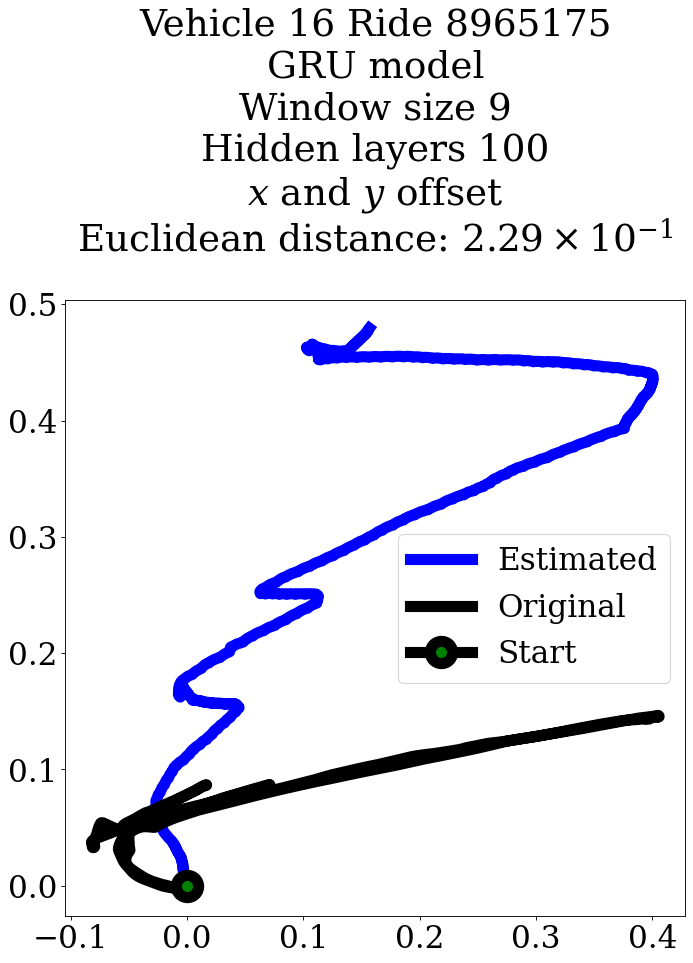 Vehicle 16 Ride 8965175
GRU model
Window size 9
Hidden layers 100
x and y offset
Euclidean distance: 2.29 × 10⁻¹
0.5
0.4
0.3
0.2
0.1
0.0
Estimated
Original
Start
−0.1 0.0 0.1 0.2 0.3 0.4